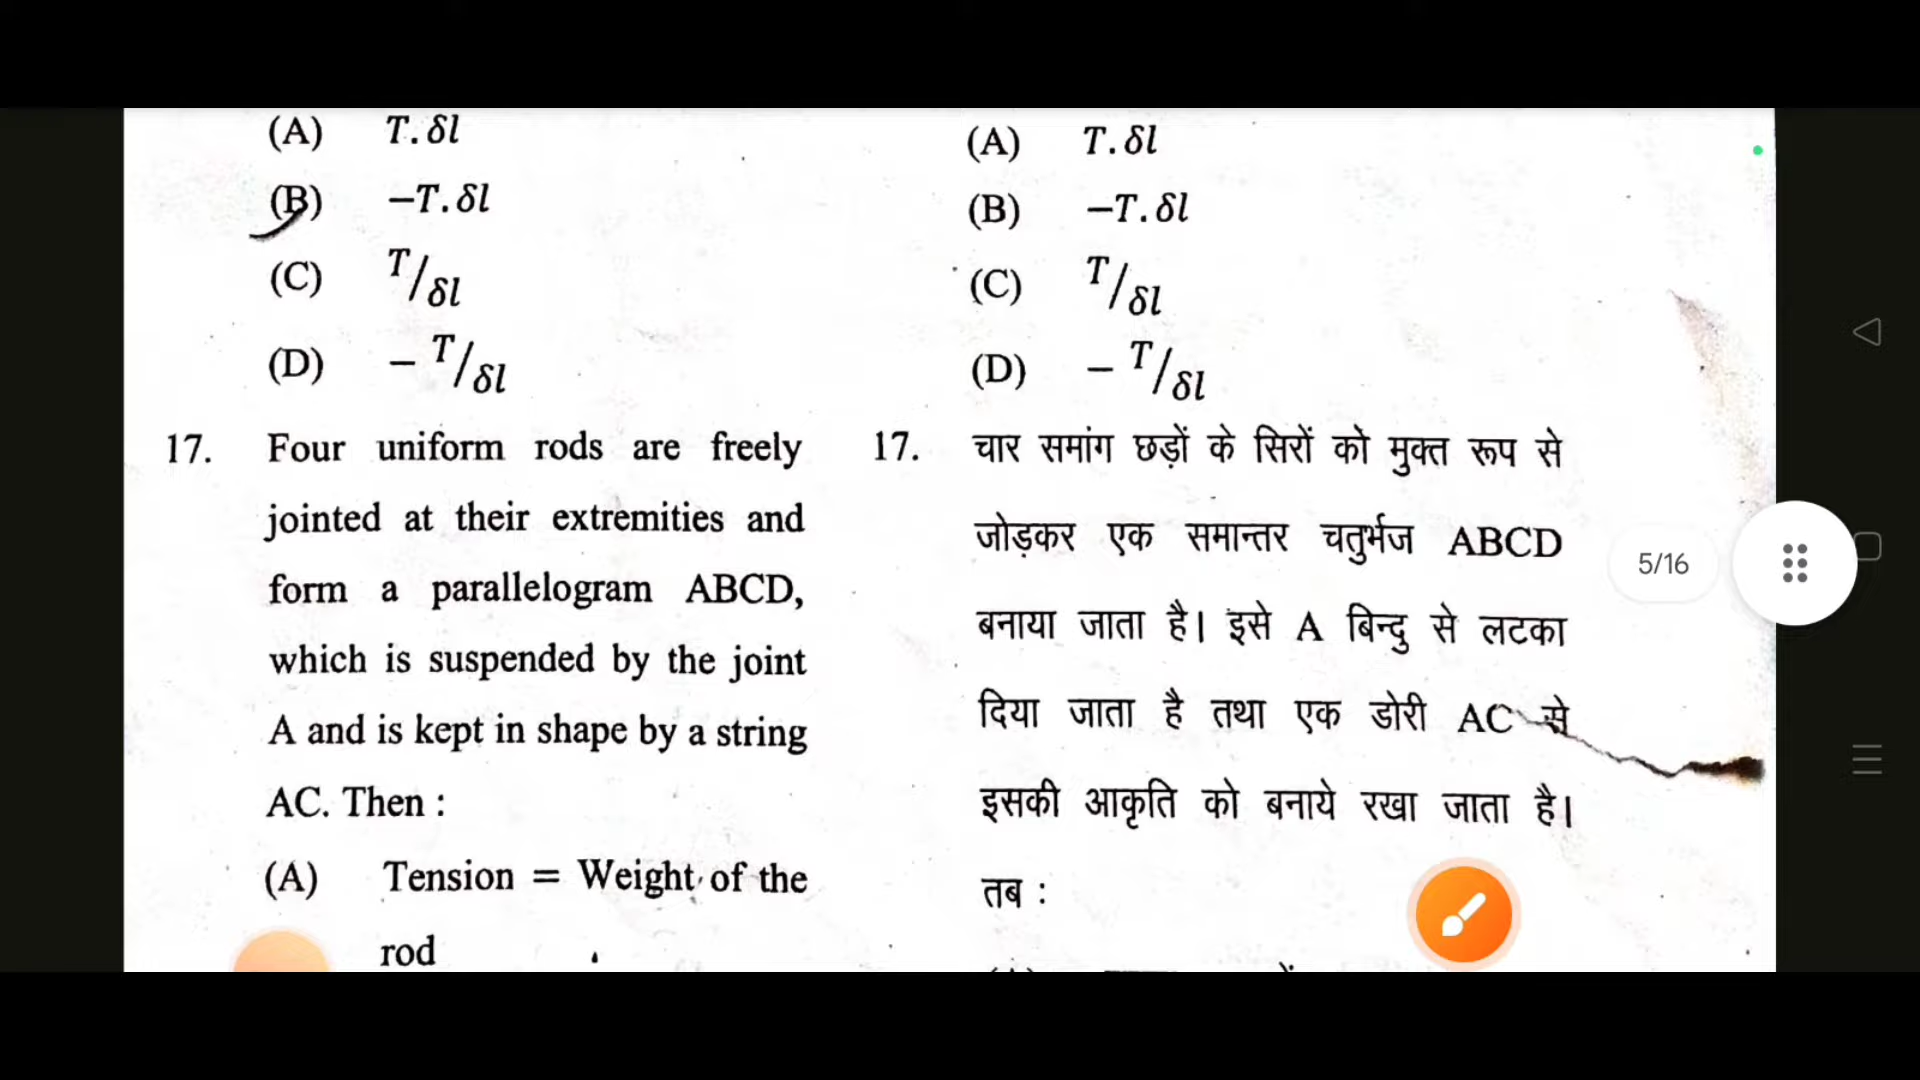 (A) T.δl
(B) −T.δl
(C) T/δl
(D) − T/δl
17. Four uniform rods are freely
jointed at their extremities and
form a parallelogram ABCD,
which is suspended by the joint
A and is kept in shape by a string
AC. Then :
(A) Tension = Weight of the
rod
(A) T.δl
(B) −T.δl
(C) T/δl
(D) − T/δl
17. चार समांग छड़ों के सिरों को मुक्त रूप से
जोड़कर एक समान्तर चतुर्भज ABCD
बनाया जाता है। इसे A बिन्दु से लटका
दिया जाता है तथा एक डोरी AC से
इसकी आकृति को बनाये रखा जाता है।
तब :
5/16